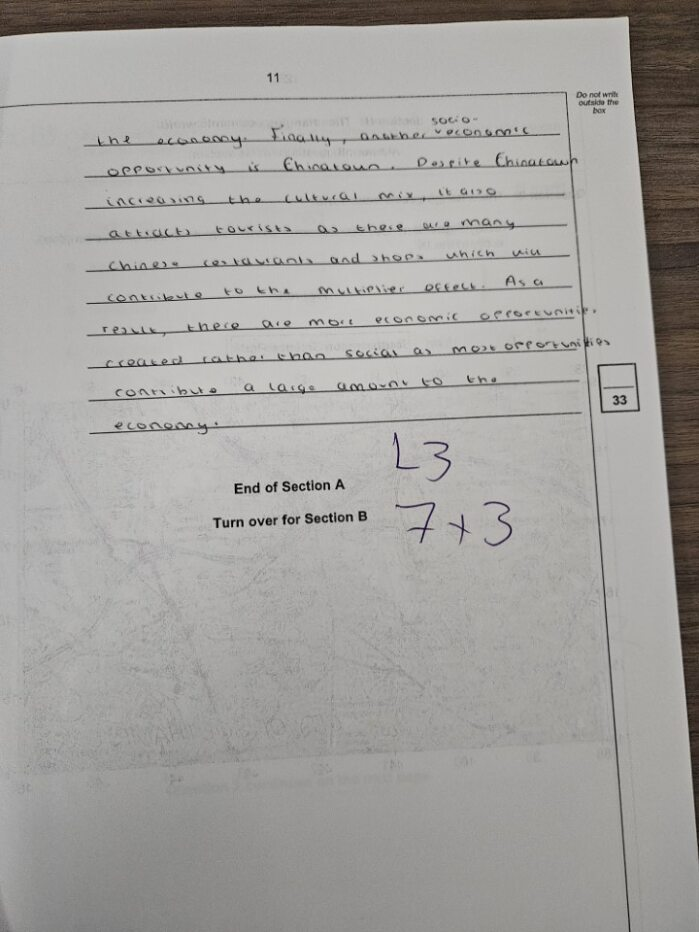 11
Do not write
outside the
box
socio-
the economy. Finally, another economic
opportunity is Chinatown. Despite Chinatown
increasing the cultural mix, it also
attracts tourists as there are many
Chinese restaurants and shops which will
contribute to the multiplier effect. As a
result, there are more economic opportunities
created rather than social as most opportunities
contribute a large amount to the
economy.
33
L3
End of Section A
Turn over for Section B
7+3